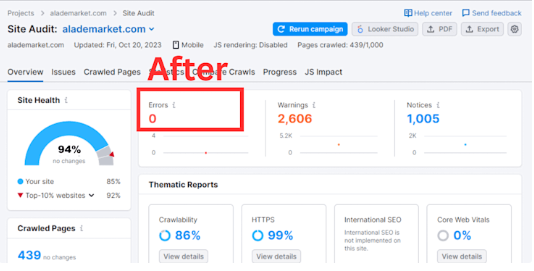 Projects > alademarket.com > Site Audit
Help center
Send feedback
Site Audit: alademarket.com
Rerun campaign
Looker Studio
PDF
Export
alademarket.com
Updated: Fri, Oct 20, 2023
Mobile
JS rendering: Disabled
Pages crawled: 439/1,000
After
Overview
Issues
Crawled Pages
Statistics
Compare Crawls
Progress
JS Impact
Site Health
94%
no changes
Your site 85%
Top-10% websites 92%
Errors
0
4
0
Warnings
2,606
5.2K
0
Notices
1,005
2K
0
Thematic Reports
Crawlability
86%
View details
HTTPS
99%
View details
International SEO
International SEO is
not implemented on
this site.
Core Web Vitals
0%
View details
Crawled Pages
439 no changes